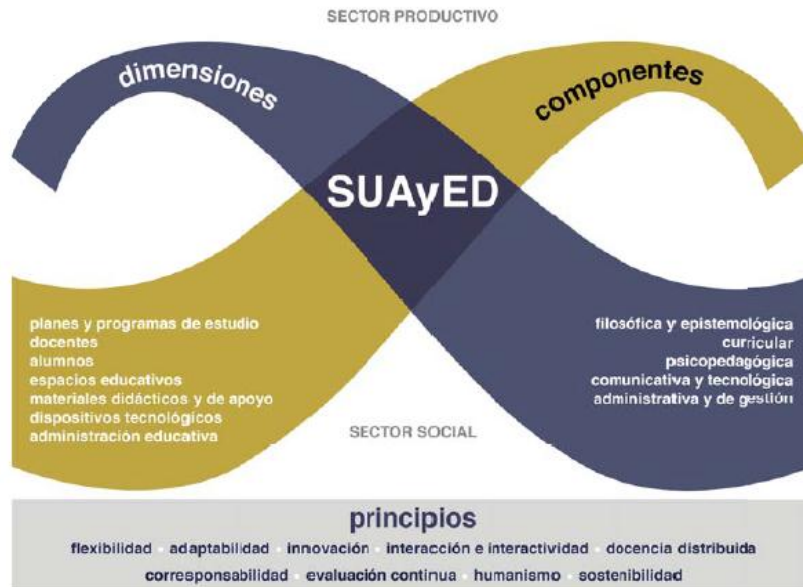 SECTOR PRODUCTIVO
dimensiones
componentes
SUAyED
planes y programas de estudio
docentes
alumnos
espacios educativos
materiales didácticos y de apoyo
dispositivos tecnológicos
administración educativa
filosófica y epistemológica
curricular
psicopedagógica
comunicativa y tecnológica
administrativa y de gestión
SECTOR SOCIAL
principios
flexibilidad • adaptabilidad • innovación • interacción e interactividad • docencia distribuida
corresponsabilidad • evaluación continua • humanismo • sostenibilidad